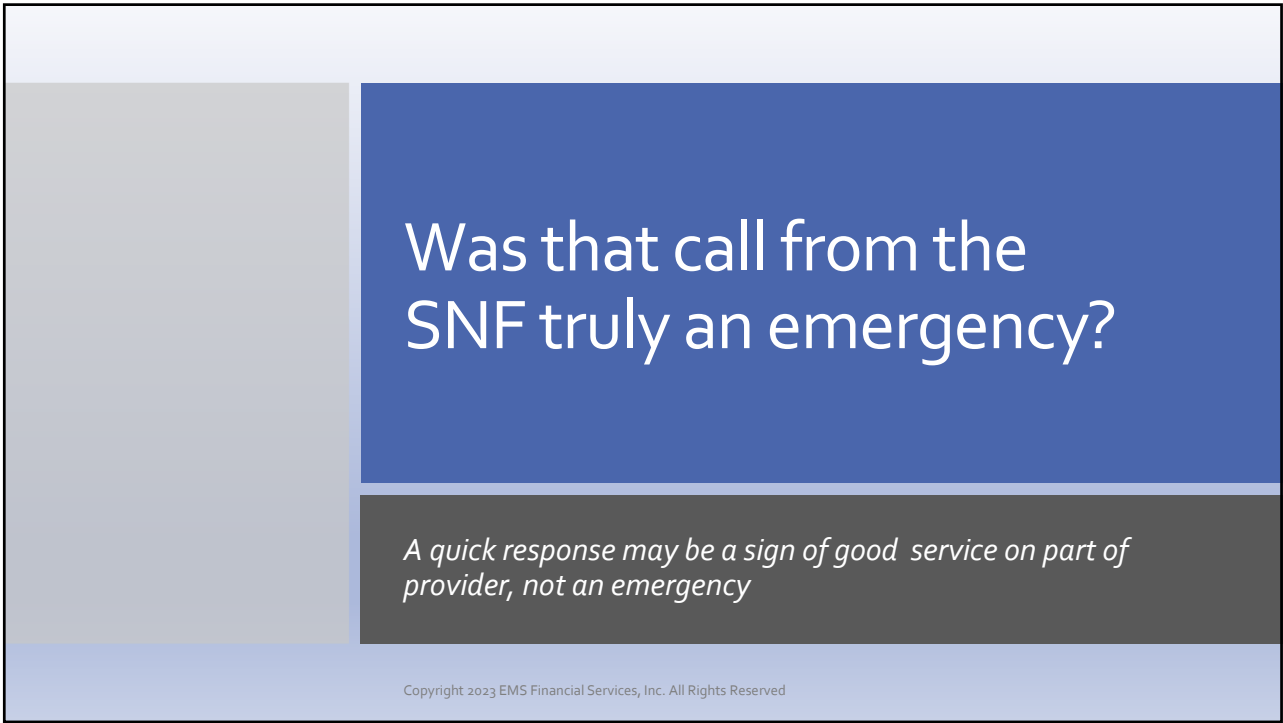 Was that call from the
SNF truly an emergency?
A quick response may be a sign of good  service on part of
provider, not an emergency
Copyright 2023 EMS Financial Services, Inc. All Rights Reserved